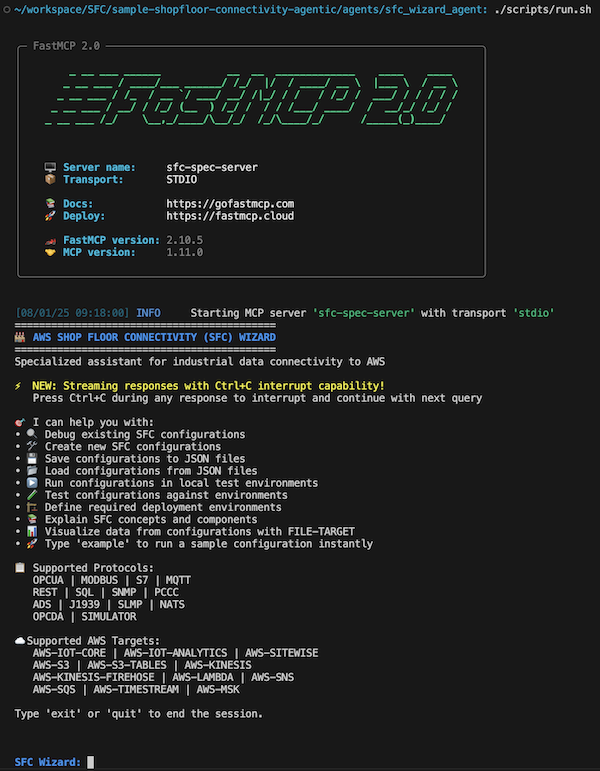 ~/workspace/SFC/sample-shopfloor-connectivity-agentic/agents/sfc_wizard_agent: ./scripts/run.sh
FastMCP 2.0
FastMCP 2.0
Server name: sfc-spec-server
Transport: STDIO
Docs: https://gofastmcp.com
Deploy: https://fastmcp.cloud
FastMCP version: 2.10.5
MCP version: 1.11.0
[08/01/25 09:18:00] INFO Starting MCP server 'sfc-spec-server' with transport 'stdio'
===========================================
AWS SHOP FLOOR CONNECTIVITY (SFC) WIZARD
===========================================
Specialized assistant for industrial data connectivity to AWS
⚡ NEW: Streaming responses with Ctrl+C interrupt capability!
Press Ctrl+C during any response to interrupt and continue with next query
🎯 I can help you with:
• 🔍 Debug existing SFC configurations
• 🛠 Create new SFC configurations
• 💾 Save configurations to JSON files
• 📂 Load configurations from JSON files
• ▶️ Run configurations in local test environments
• 🧪 Test configurations against environments
• 🏗 Define required deployment environments
• 📚 Explain SFC concepts and components
• 📊 Visualize data from configurations with FILE-TARGET
• 🚀 Type 'example' to run a sample configuration instantly
📋 Supported Protocols:
OPCUA | MODBUS | S7 | MQTT
REST | SQL | SNMP | PCCC
ADS | J1939 | SLMP | NATS
OPCDA | SIMULATOR
☁️Supported AWS Targets:
AWS-IOT-CORE | AWS-IOT-ANALYTICS | AWS-SITEWISE
AWS-S3 | AWS-S3-TABLES | AWS-KINESIS
AWS-KINESIS-FIREHOSE | AWS-LAMBDA | AWS-SNS
AWS-SQS | AWS-TIMESTREAM | AWS-MSK
Type 'exit' or 'quit' to end the session.
SFC Wizard: